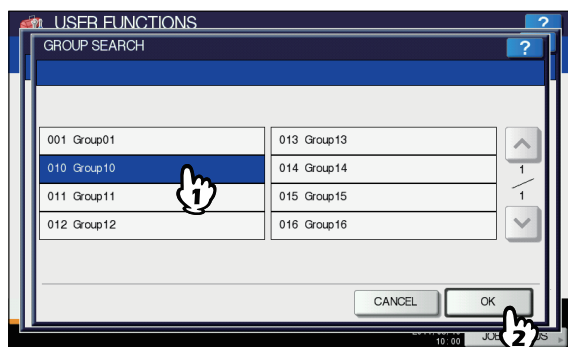 USER FUNCTIONS
?
GROUP SEARCH
?
001 Group01
013 Group13
010 Group10
014 Group14
1
011 Group11
015 Group15
1
012 Group12
016 Group16
1
CANCEL
OK
2
10:00